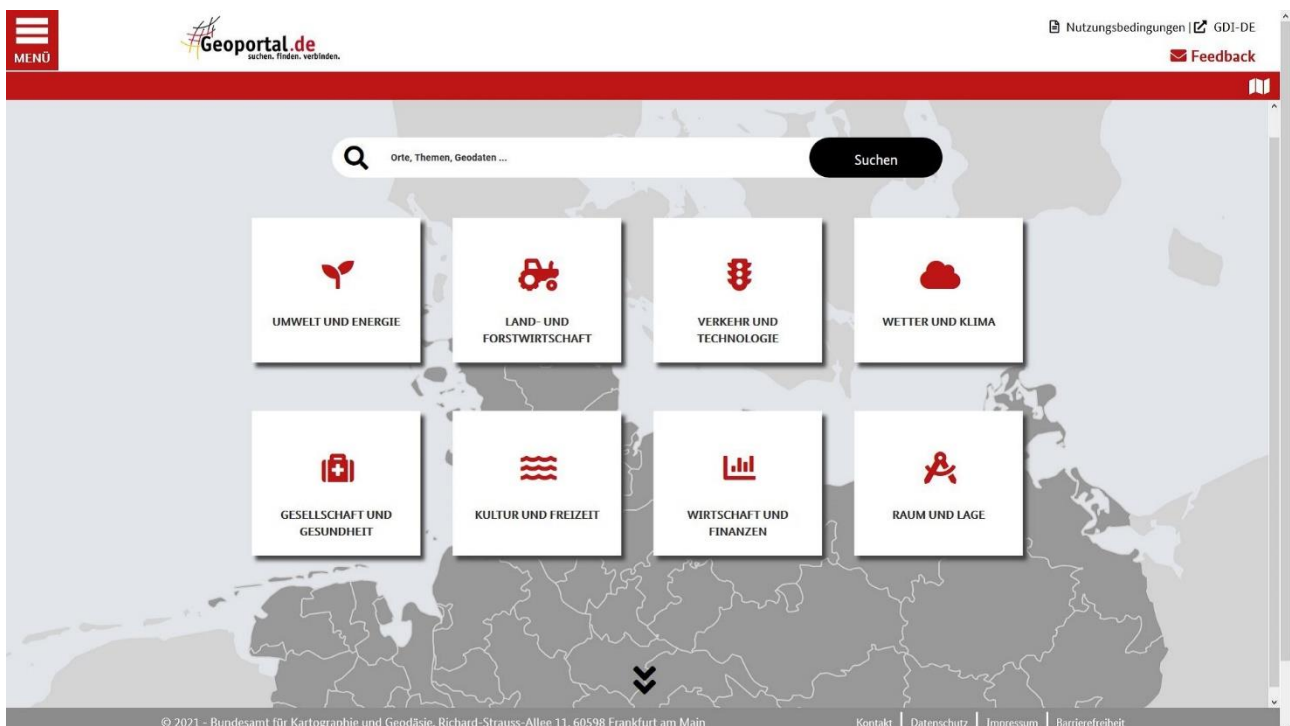 MENÜ
Geoportal.de
suchen. finden. verbinden.
Nutzungsbedingungen | GDI-DE
Feedback
Orte, Themen, Geodaten ...
Suchen
UMWELT UND ENERGIE
LAND- UND
FORSTWIRTSCHAFT
VERKEHR UND
TECHNOLOGIE
WETTER UND KLIMA
GESELLSCHAFT UND
GESUNDHEIT
KULTUR UND FREIZEIT
WIRTSCHAFT UND
FINANZEN
RAUM UND LAGE
© 2021 - Bundesamt für Kartographie und Geodäsie, Richard-Strauss-Allee 11, 60598 Frankfurt am Main
Kontakt | Datenschutz | Impressum | Barrierefreiheit